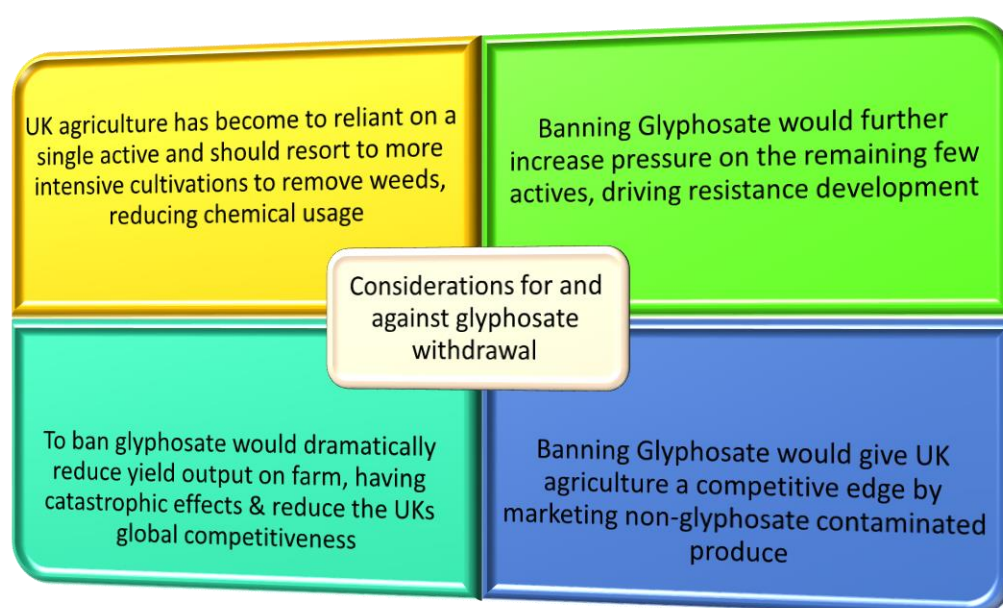 UK agriculture has become to reliant on a
single active and should resort to more
intensive cultivations to remove weeds,
reducing chemical usage
Banning Glyphosate would further
increase pressure on the remaining few
actives, driving resistance development
Considerations for and
against glyphosate
withdrawal
To ban glyphosate would dramatically
reduce yield output on farm, having
catastrophic effects & reduce the UKs
global competitiveness
Banning Glyphosate would give UK
agriculture a competitive edge by
marketing non-glyphosate contaminated
produce